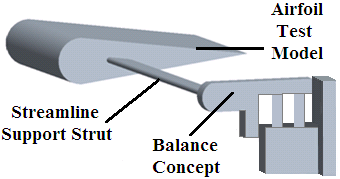 Airfoil
Test
Model
Streamline
Support Strut
Balance
Concept